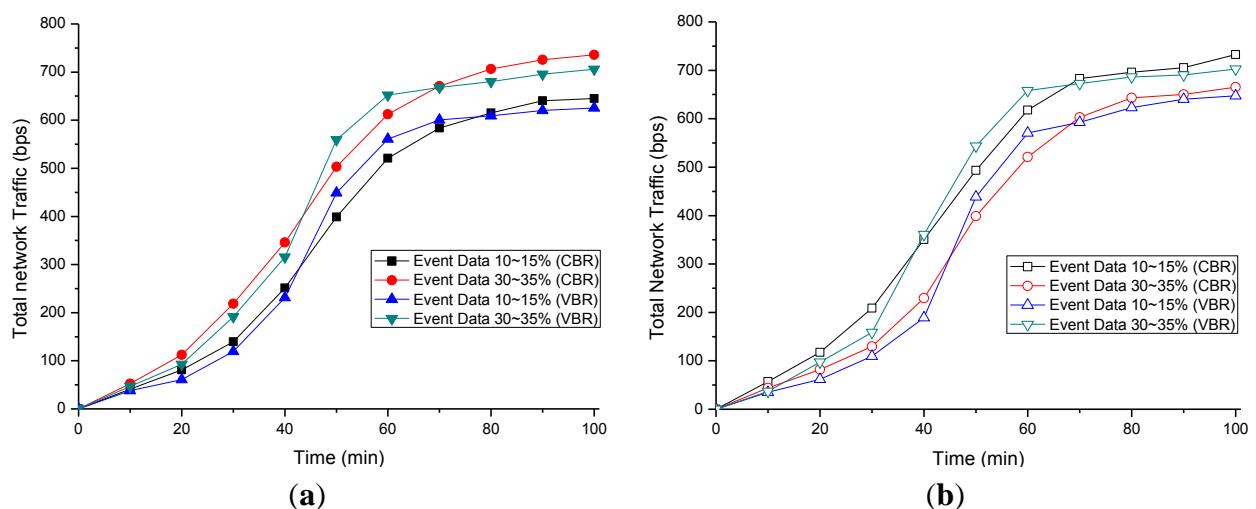 Total network Traffic (bps)
800
700
600
500
400
300
200
100
0
Event Data 10~15% (CBR)
Event Data 30~35% (CBR)
Event Data 10~15% (VBR)
Event Data 30~35% (VBR)
0 20 40 60 80 100
Time (min)
(a)
Total Network Traffic (bps)
800
700
600
500
400
300
200
100
0
Event Data 10~15% (CBR)
Event Data 30~35% (CBR)
Event Data 10~15% (VBR)
Event Data 30~35% (VBR)
0 20 40 60 80 100
Time (min)
(b)